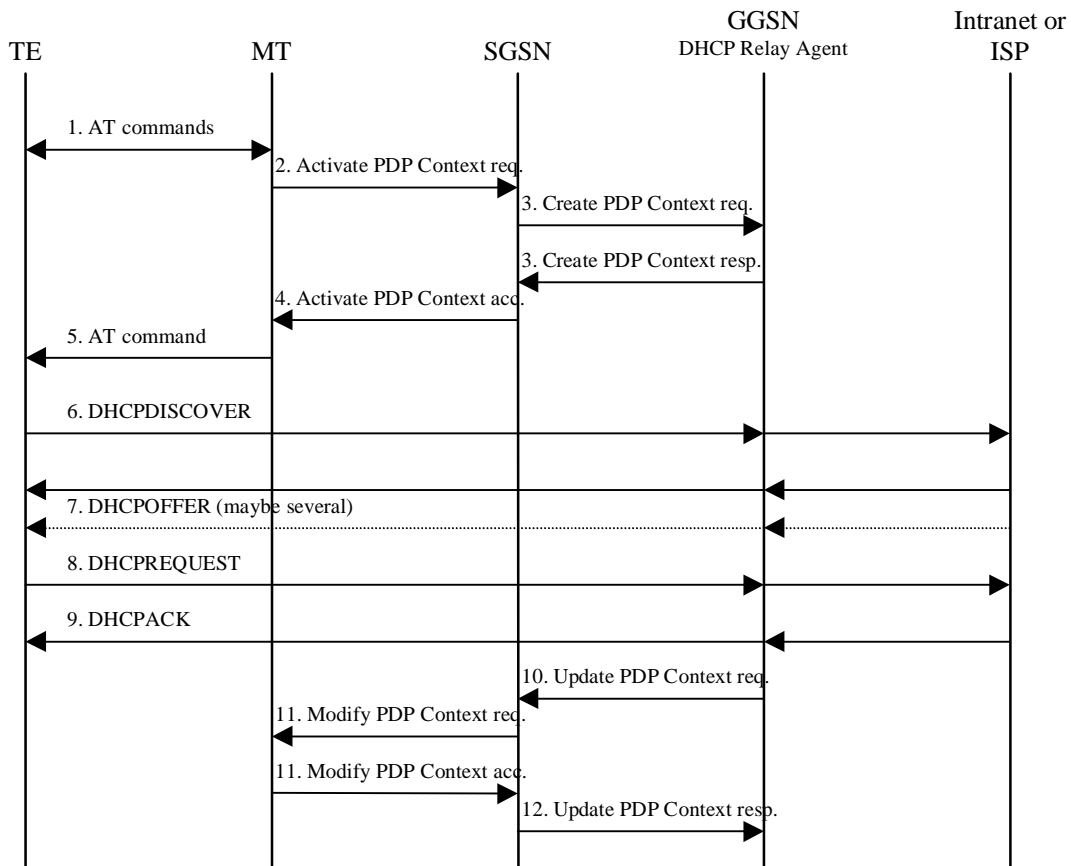 GGSN
Intranet or
TE
MT
SGSN
DHCP Relay Agent
ISP
1. AT commands
2. Activate PDP Context req.
3. Create PDP Context req.
3. Create PDP Context resp.
4. Activate PDP Context acc.
5. AT command
6. DHCPDISCOVER
7. DHCPOFFER (maybe several)
8. DHCPREQUEST
9. DHCPACK
10. Update PDP Context req.
11. Modify PDP Context req.
11. Modify PDP Context acc.
12. Update PDP Context resp.